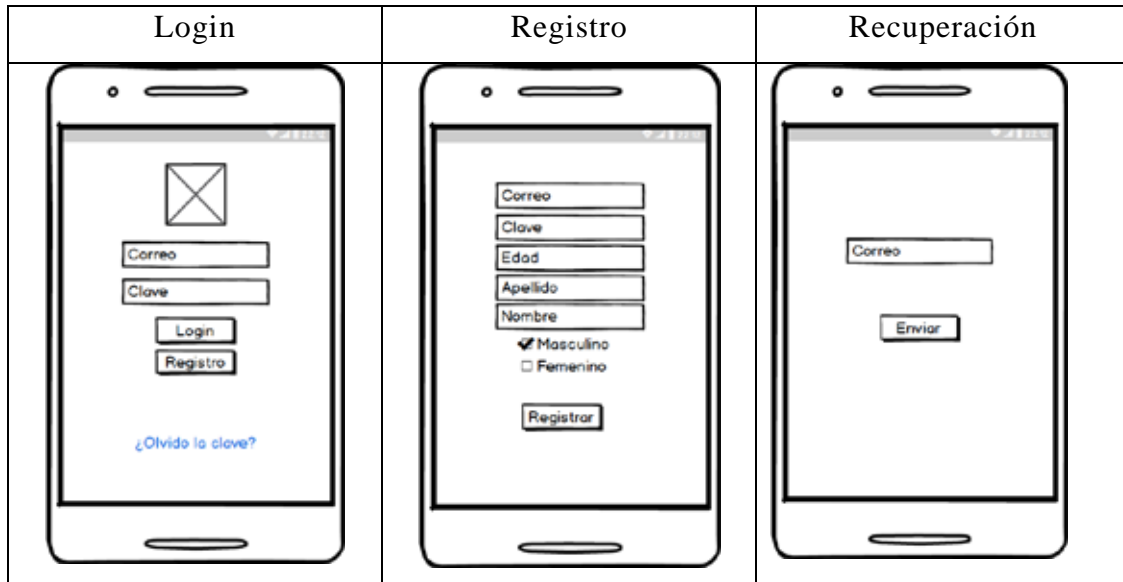 Login
Registro
Recuperación
Correo
Clave
Login
Registro
¿Olvido la clave?
Correo
Clave
Edad
Apellido
Nombre
Masculino
Femenino
Registrar
Correo
Enviar